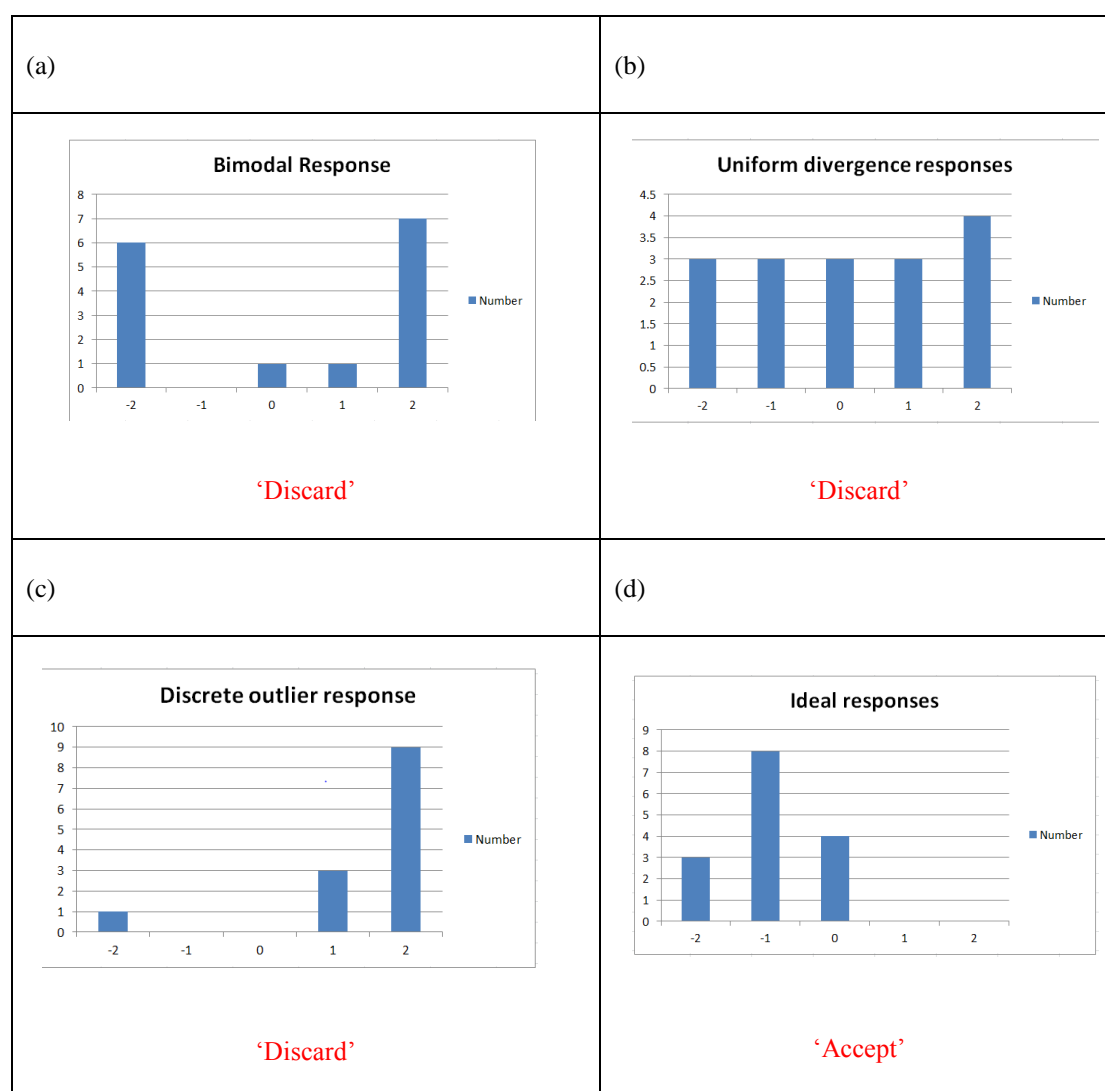 (a)
(b)
Bimodal Response
8
7
6
5
4
3
2
1
0
-2 -1 0 1 2
Number
‘Discard’
Uniform divergence responses
4.5
4
3.5
3
2.5
2
1.5
1
0.5
0
-2 -1 0 1 2
Number
‘Discard’
(c)
(d)
Discrete outlier response
10
9
8
7
6
5
4
3
2
1
0
-2 -1 0 1 2
Number
‘Discard’
Ideal responses
9
8
7
6
5
4
3
2
1
0
-2 -1 0 1 2
Number
‘Accept’